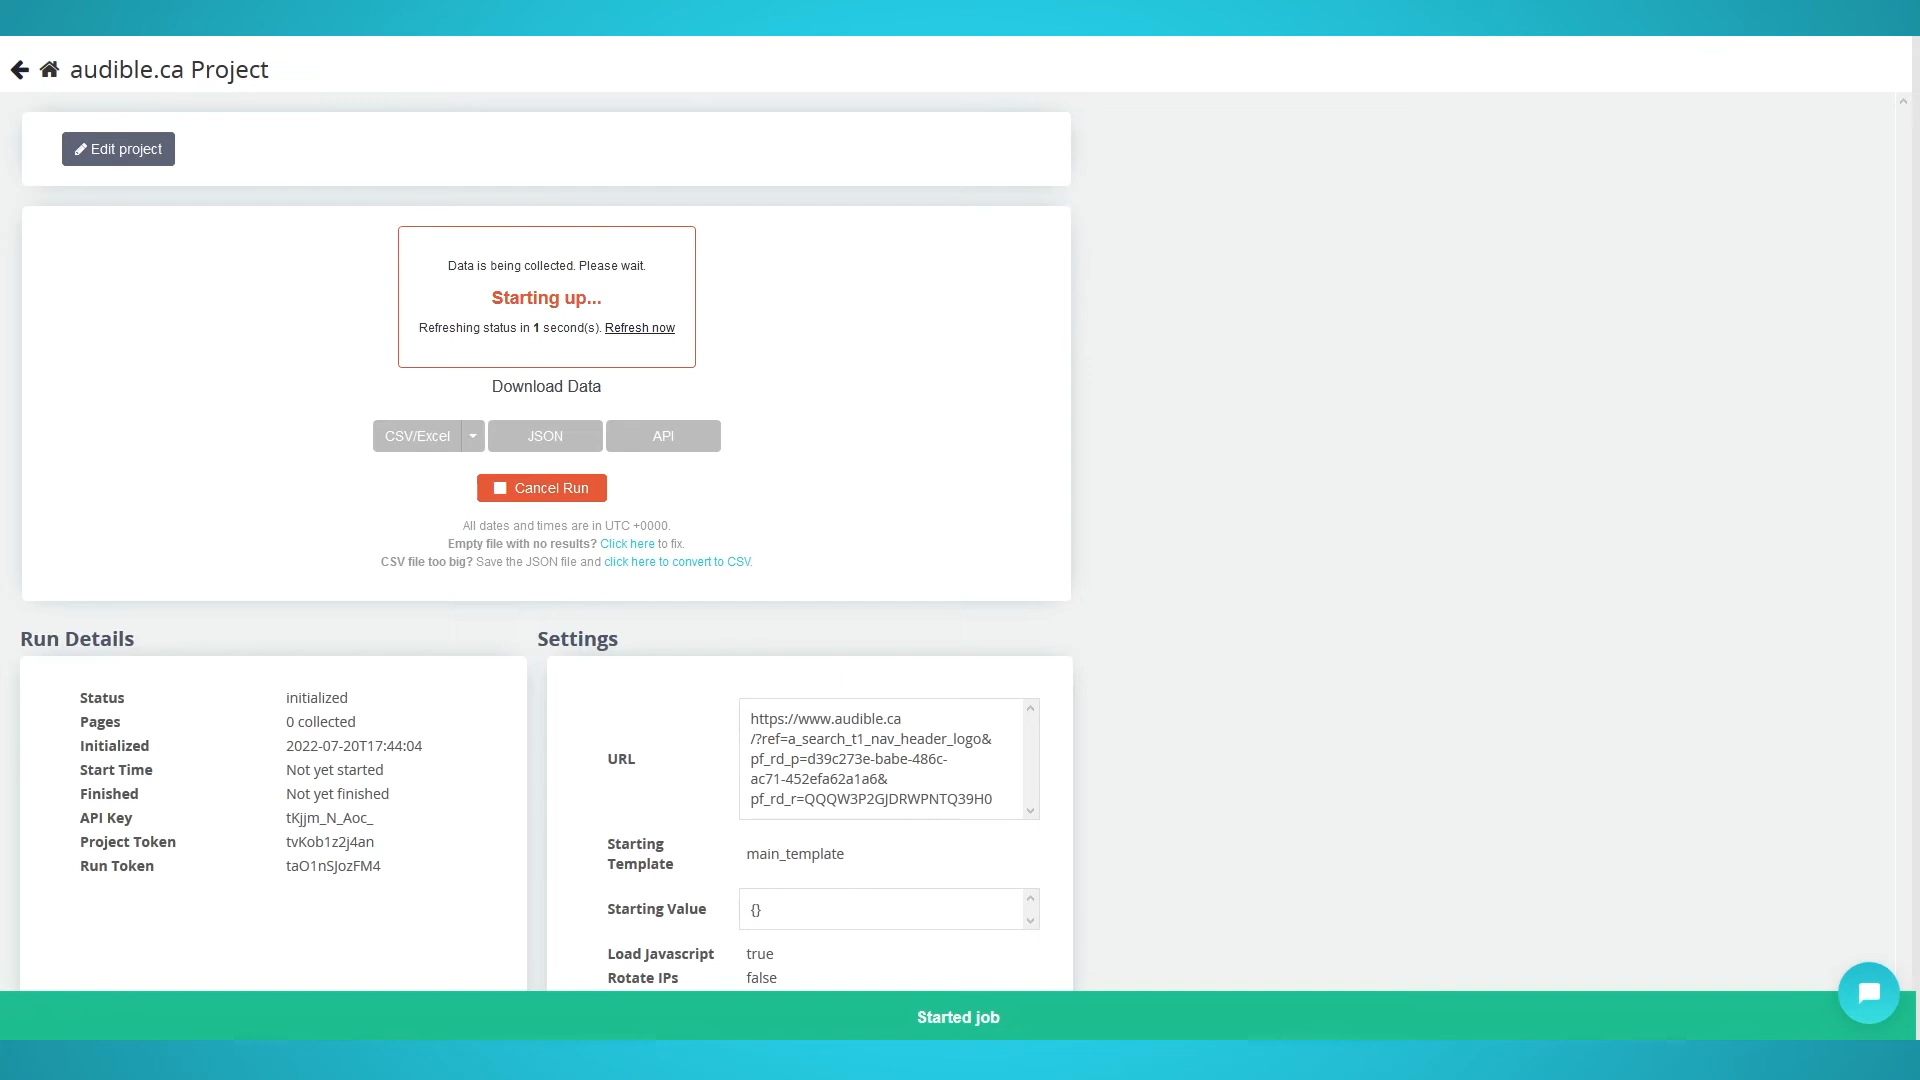 audible.ca Project
Edit project
Data is being collected. Please wait.
Starting up...
Refreshing status in 1 second(s). Refresh now
Download Data
CSV/Excel
JSON
API
Cancel Run
All dates and times are in UTC +0000.
Empty file with no results? Click here to fix.
CSV file too big? Save the JSON file and click here to convert to CSV.
Run Details
Status initialized
Pages 0 collected
Initialized 2022-07-20T17:44:04
Start Time Not yet started
Finished Not yet finished
API Key tKjjm_N_Aoc_
Project Token tvKob1z2j4an
Run Token taO1nSJozFM4
Settings
URL
https://www.audible.ca
/?ref=a_search_t1_nav_header_logo&
pf_rd_p=d39c273e-babe-486c-
ac71-452efa62a1a6&
pf_rd_r=QQQW3P2GJDRWPNTQ39H0
Starting
Template
main_template
Starting Value {}
Load Javascript true
Rotate IPs false
Started job